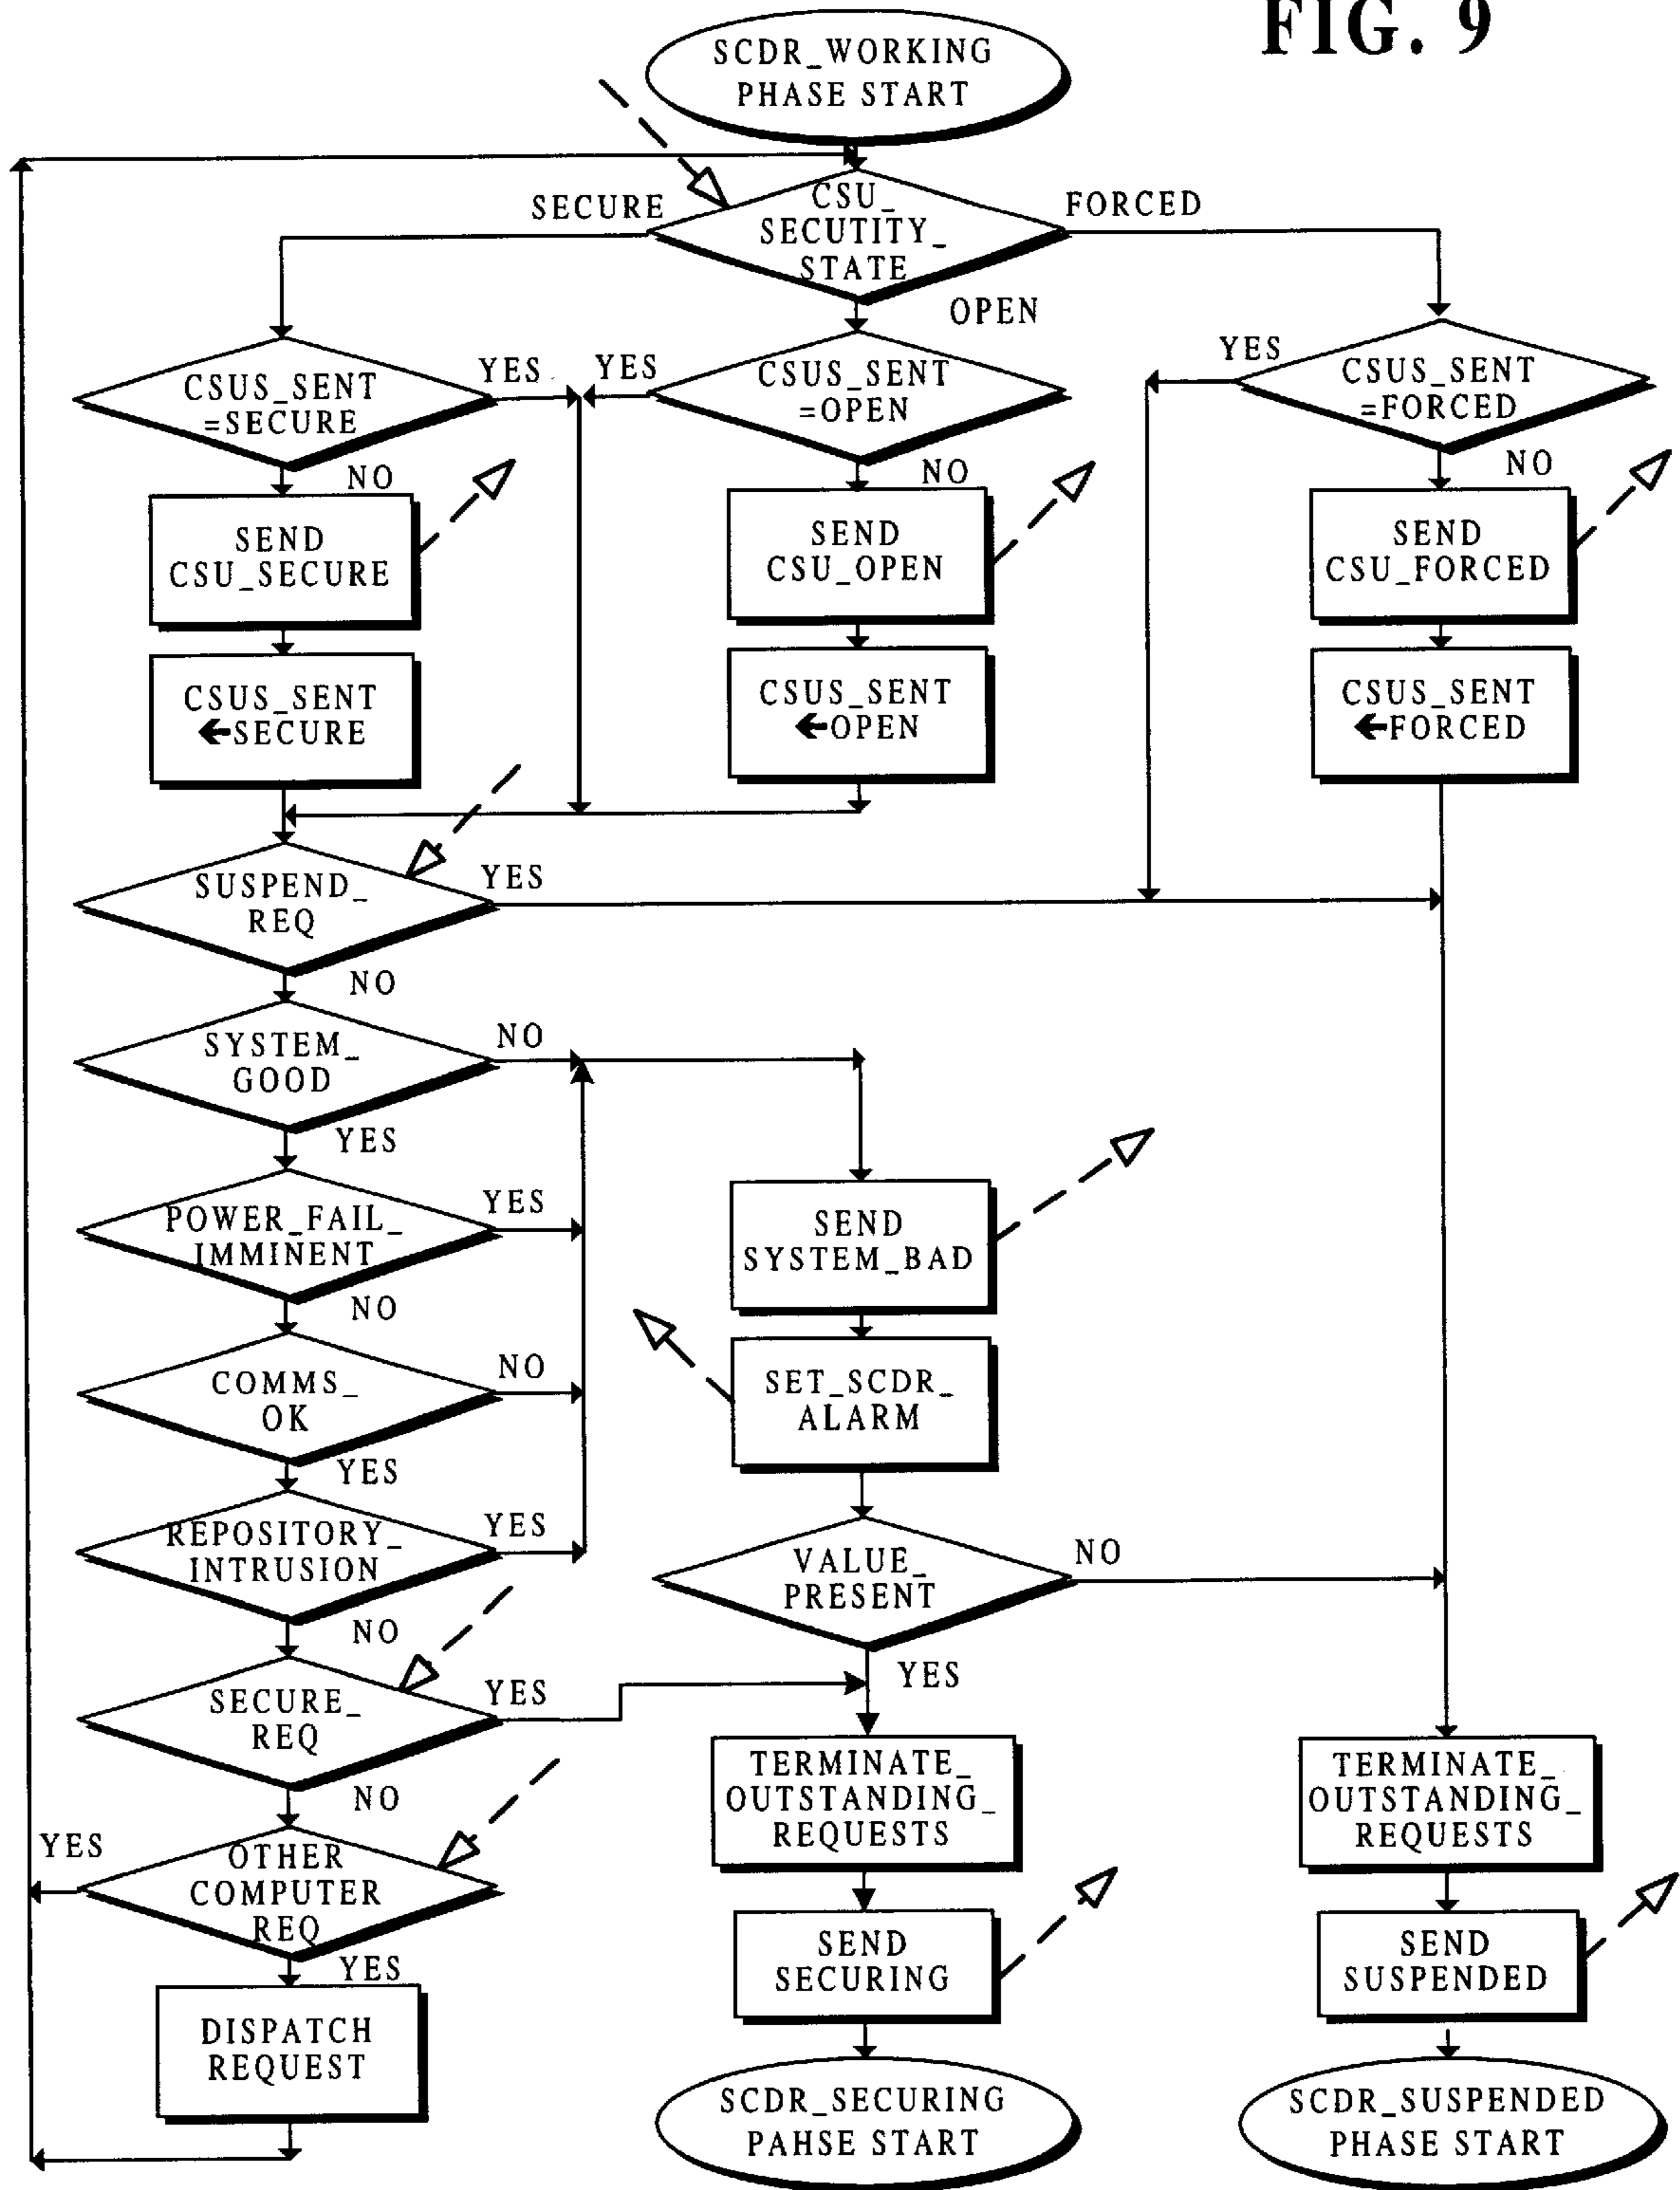 FIG. 9
SCDR_WORKING
PHASE START
SECURE
CSU_
SECUTITY_
STATE
FORCED
OPEN
CSUS_SENT
=SECURE
YES
YES
CSUS_SENT
=OPEN
YES
CSUS_SENT
=FORCED
NO
NO
NO
SEND
CSU_SECURE
SEND
CSU_OPEN
SEND
CSU_FORCED
CSUS_SENT
←SECURE
CSUS_SENT
←OPEN
CSUS_SENT
←FORCED
SUSPEND_
REQ
YES
NO
SYSTEM_
GOOD
NO
YES
POWER_FAIL_
IMMINENT
YES
SEND
SYSTEM_BAD
NO
COMMS_
OK
NO
SET_SCDR_
ALARM
YES
REPOSITORY_
INTRUSION
YES
VALUE_
PRESENT
NO
NO
SECURE_
REQ
YES
YES
NO
TERMINATE_
OUTSTANDING_
REQUESTS
TERMINATE_
OUTSTANDING_
REQUESTS
YES
OTHER
COMPUTER
REQ
YES
SEND
SECURING
SEND
SUSPENDED
DISPATCH
REQUEST
SCDR_SECURING
PAHSE START
SCDR_SUSPENDED
PHASE START